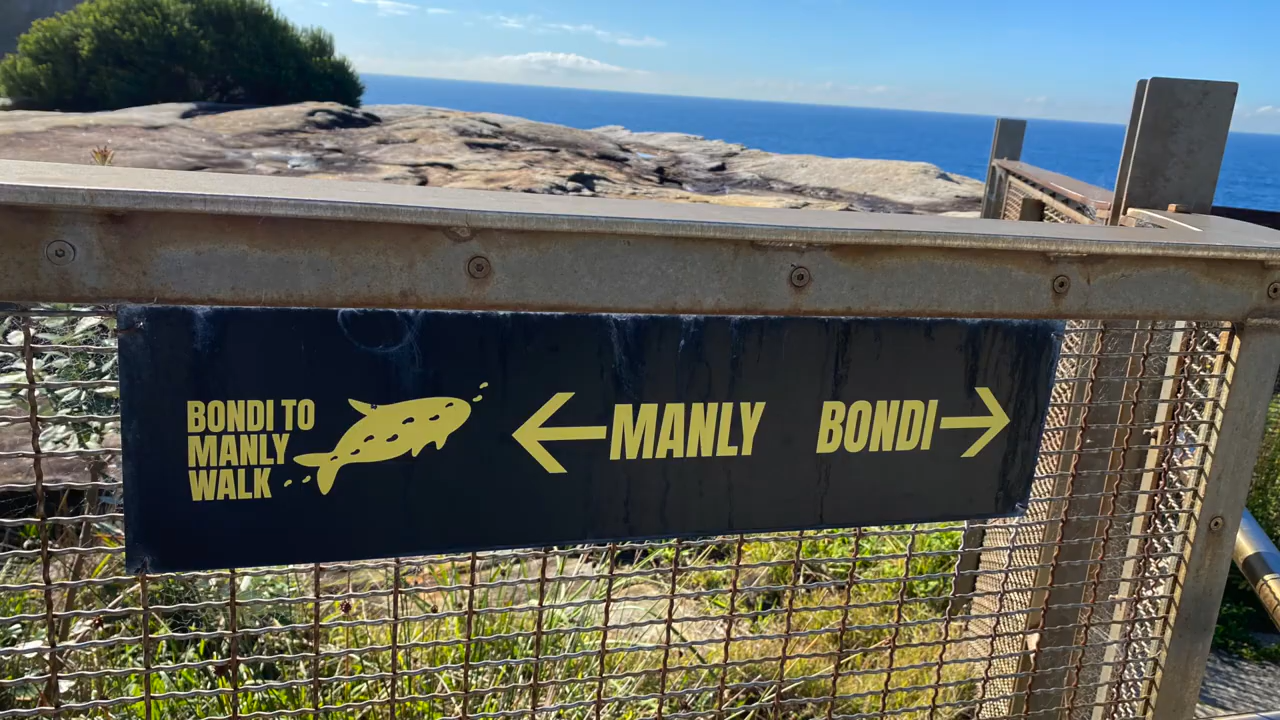 BONDI TO
MANLY
WALK
← MANLY
BONDI →